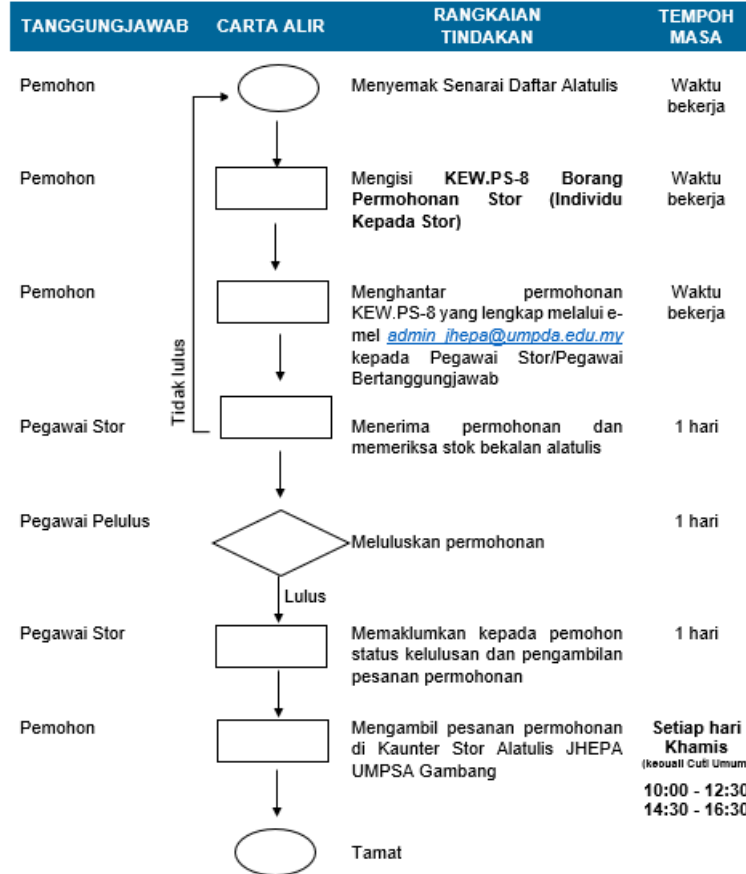 TANGGUNGJAWAB CARTA ALIR RANGKAIAN TINDAKAN TEMPOH MASA
Pemohon
Menyemak Senarai Daftar Alatulis
Waktu
bekerja
Pemohon
Mengisi KEW.PS-8 Borang
Permohonan Stor (Individu
Kepada Stor)
Waktu
bekerja
Pemohon
Menghantar permohonan
KEW.PS-8 yang lengkap melalui e-
mel admin_jhepa@umpda.edu.my
kepada Pegawai Stor/Pegawai
Bertanggungjawab
Waktu
bekerja
Tidak lulus
Pegawai Stor
Menerima permohonan dan
memeriksa stok bekalan alatulis
1 hari
Pegawai Pelulus
Meluluskan permohonan
1 hari
Lulus
Pegawai Stor
Memaklumkan kepada pemohon
status kelulusan dan pengambilan
pesanan permohonan
1 hari
Pemohon
Mengambil pesanan permohonan
di Kaunter Stor Alatulis JHEPA
UMPSA Gambang
Setiap hari
Khamis
(kecuali Cuti Umum
10:00 - 12:30
14:30 - 16:30
Tamat